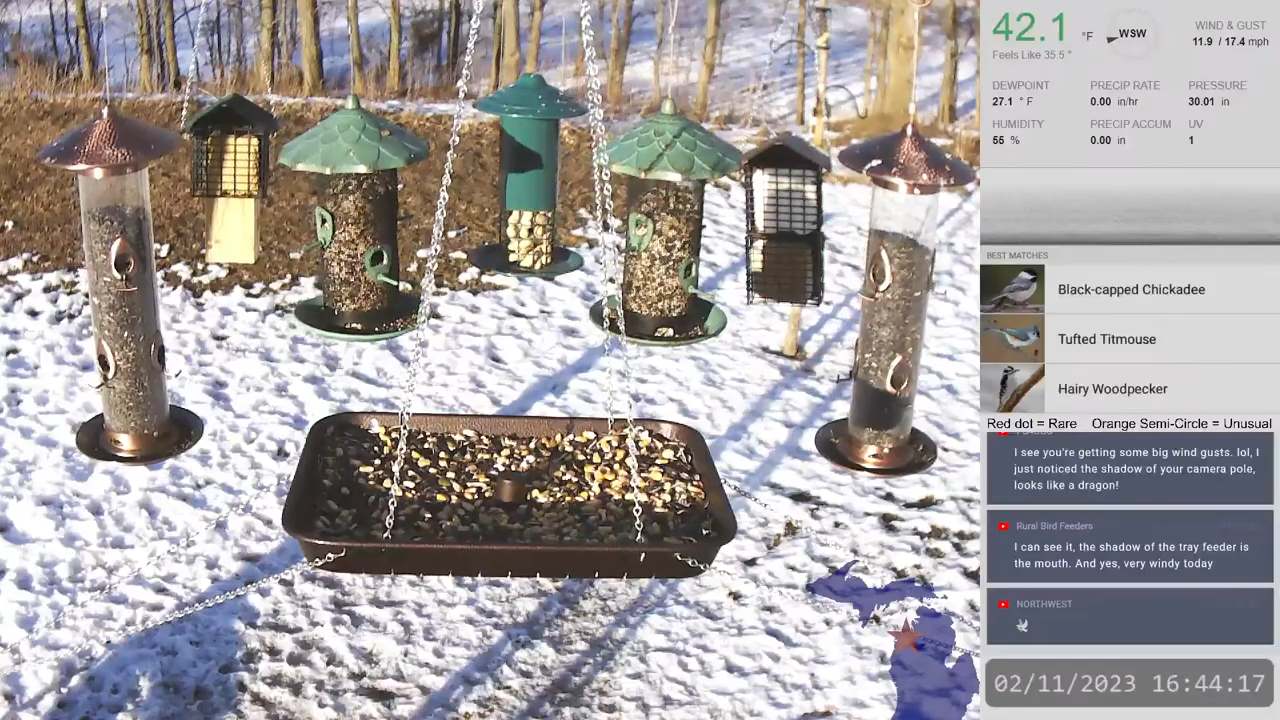 42.1 °F
Feels Like 35.5 °
WSW
WIND & GUST
11.9 / 17.4 mph
DEWPOINT
27.1 ° F
PRECIP RATE
0.00 in/hr
PRESSURE
30.01 in
HUMIDITY
55 %
PRECIP ACCUM
0.00 in
UV
1
BEST MATCHES
Black-capped Chickadee
Tufted Titmouse
Hairy Woodpecker
Red dot = Rare Orange Semi-Circle = Unusual
I see you're getting some big wind gusts. lol, I
just noticed the shadow of your camera pole,
looks like a dragon!
Rural Bird Feeders
I can see it, the shadow of the tray feeder is
the mouth. And yes, very windy today
NORTHWEST
02/11/2023 16:44:17